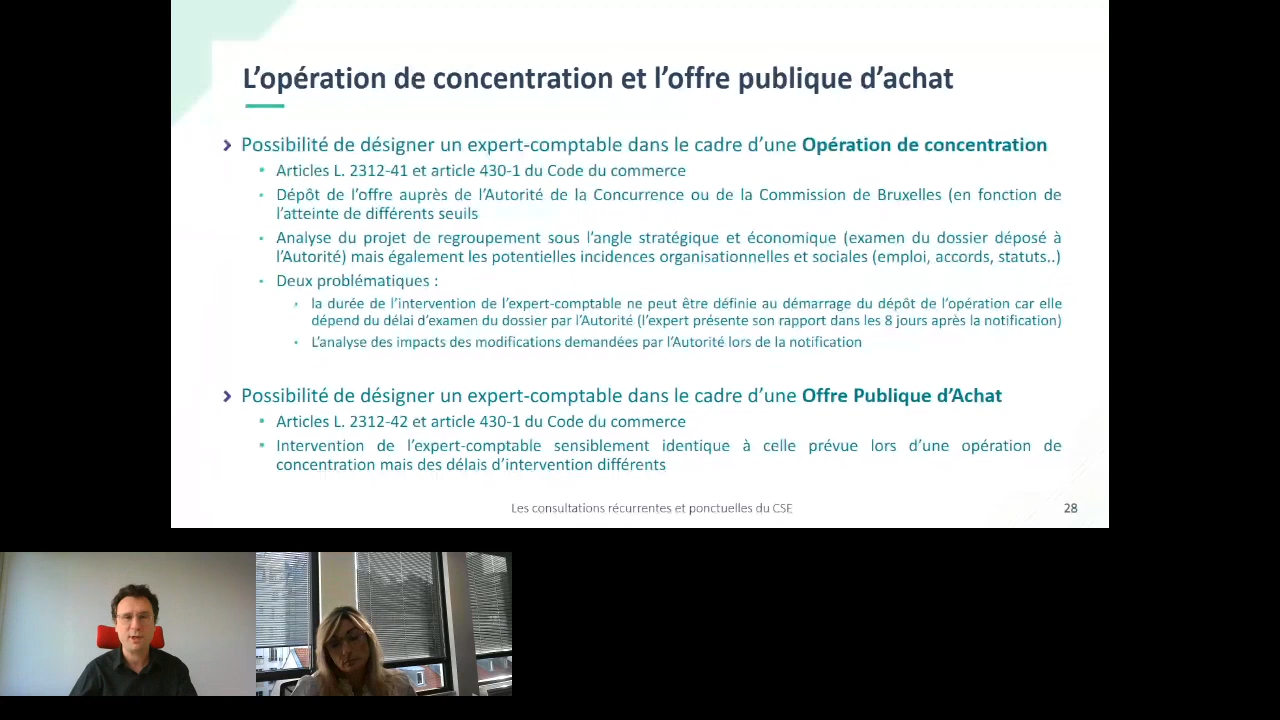 L’opération de concentration et l’offre publique d’achat
Possibilité de désigner un expert-comptable dans le cadre d’une Opération de concentration
Articles L. 2312-41 et article 430-1 du Code du commerce
Dépôt de l’offre auprès de l’Autorité de la Concurrence ou de la Commission de Bruxelles (en fonction de
l’atteinte de différents seuils
Analyse du projet de regroupement sous l’angle stratégique et économique (examen du dossier déposé à
l’Autorité) mais également les potentielles incidences organisationnelles et sociales (emploi, accords, statuts..)
Deux problématiques :
la durée de l’intervention de l’expert-comptable ne peut être définie au démarrage du dépôt de l’opération car elle
dépend du délai d’examen du dossier par l’Autorité (l’expert présente son rapport dans les 8 jours après la notification)
L’analyse des impacts des modifications demandées par l’Autorité lors de la notification
Possibilité de désigner un expert-comptable dans le cadre d’une Offre Publique d’Achat
Articles L. 2312-42 et article 430-1 du Code du commerce
Intervention de l’expert-comptable sensiblement identique à celle prévue lors d’une opération de
concentration mais des délais d’intervention différents
Les consultations récurrentes et ponctuelles du CSE
28